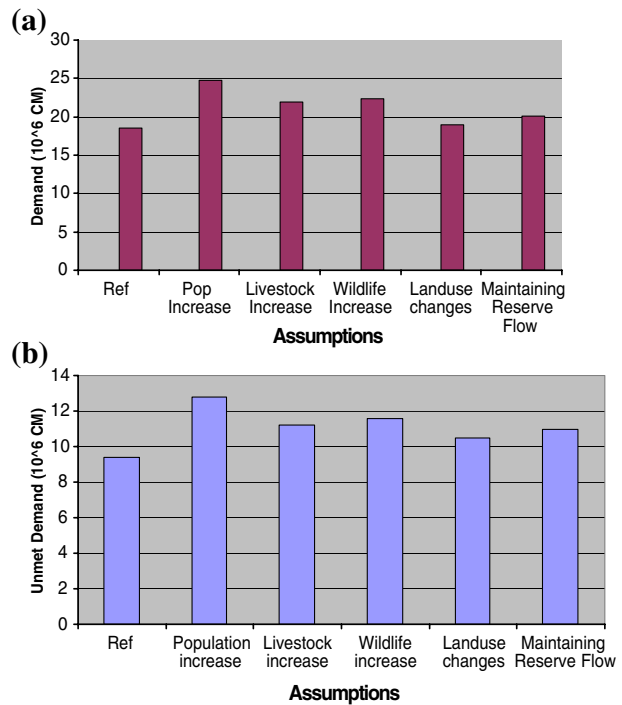 (a)
Demand (10^6 CM)
30
25
20
15
10
5
0
Ref
Pop
Increase
Livestock
Increase
Wildlife
Increase
Landuse
changes
Maintaining
Reserve
Flow
Assumptions
(b)
Unmet Demand (10^6 CM)
14
12
10
8
6
4
2
0
Ref
Population
increase
Livestock
increase
Wildlife
increase
Landuse
changes
Maintaining
Reserve Flow
Assumptions